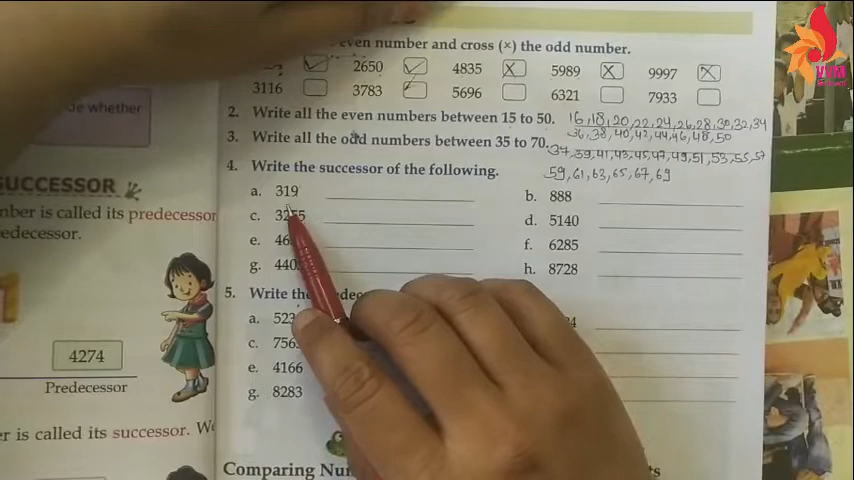 even number and cross (×) the odd number.
2650 4835 5989 9997
3116 3783 5696 6321 7933
2. Write all the even numbers between 15 to 50. 16,18,20,22,24,26,28,30,32,34
36,38,40,42,44,46,48,50
3. Write all the odd numbers between 35 to 70. 37,39,41,43,45,47,49,51,53,55,57
59,61,63,65,67,69
4. Write the successor of the following.
a. 319 b. 888
c. 3255 d. 5140
e. f. 6285
g. h. 8728
5. Write the
a.
c.
e. 4166
g. 8283
Comparing
whether
SUCCESSOR
is called its predecessor
4274
Predecessor
is called its successor.
VVM